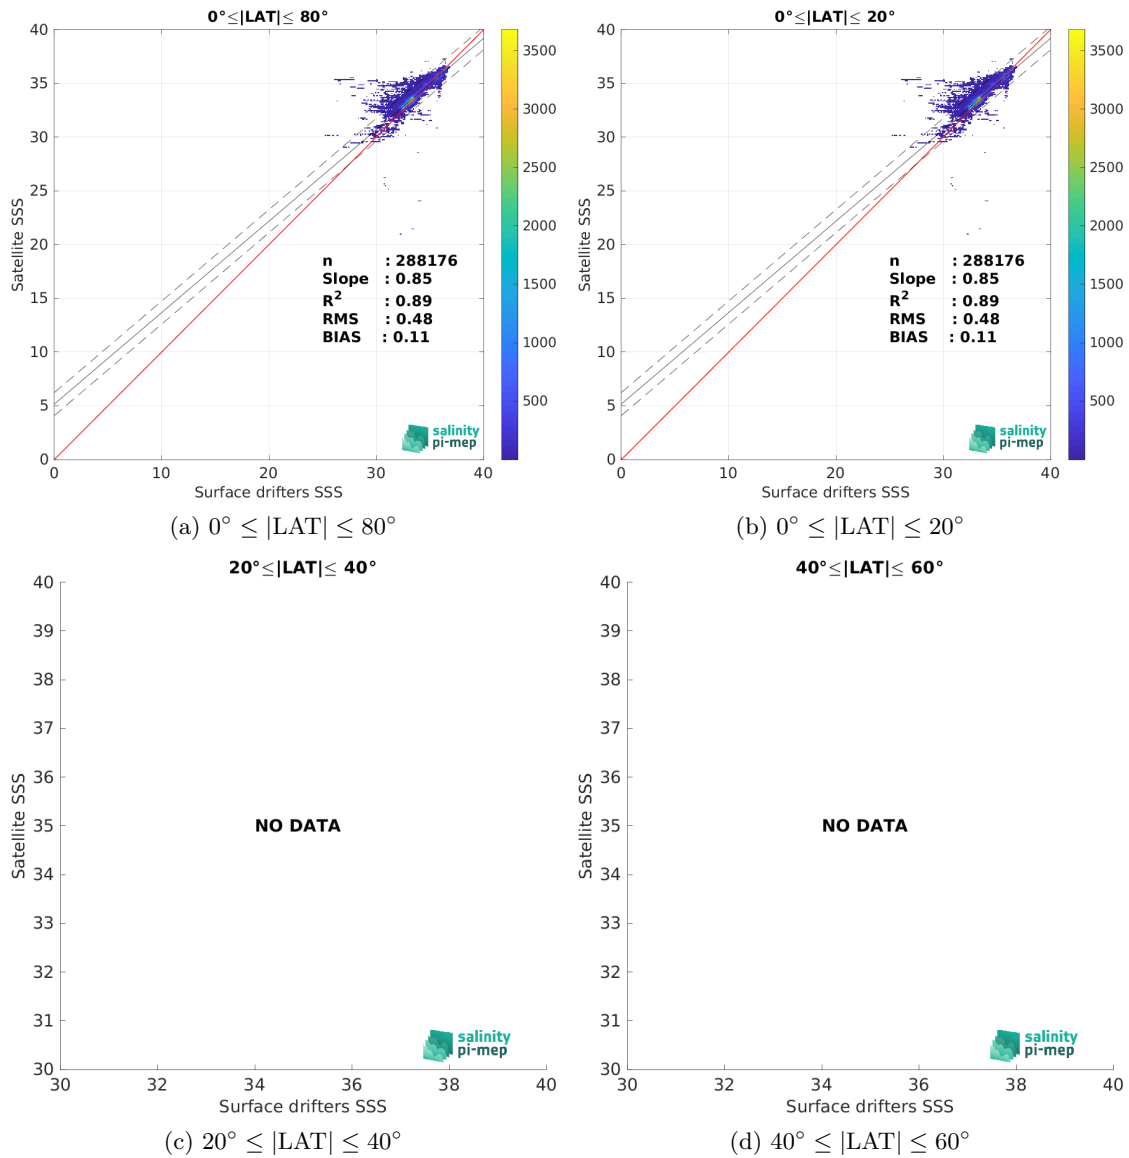 0°≤|LAT|≤ 80°
40
35
30
25
20
15
10
5
0
0
10
20
30
40
Satellite SSS
Surface drifters SSS
n : 288176
Slope : 0.85
R² : 0.89
RMS : 0.48
BIAS : 0.11
salinity
pi-mep
3500
3000
2500
2000
1500
1000
500
(a) 0° ≤ |LAT| ≤ 80°
0°≤|LAT|≤ 20°
40
35
30
25
20
15
10
5
0
0
10
20
30
40
Satellite SSS
Surface drifters SSS
n : 288176
Slope : 0.85
R² : 0.89
RMS : 0.48
BIAS : 0.11
salinity
pi-mep
3500
3000
2500
2000
1500
1000
500
(b) 0° ≤ |LAT| ≤ 20°
20°≤|LAT|≤ 40°
40
39
38
37
36
35
34
33
32
31
30
30
32
34
36
38
40
Satellite SSS
NO DATA
salinity
pi-mep
Surface drifters SSS
(c) 20° ≤ |LAT| ≤ 40°
40°≤|LAT|≤ 60°
40
39
38
37
36
35
34
33
32
31
30
30
32
34
36
38
40
Satellite SSS
NO DATA
salinity
pi-mep
Surface drifters SSS
(d) 40° ≤ |LAT| ≤ 60°